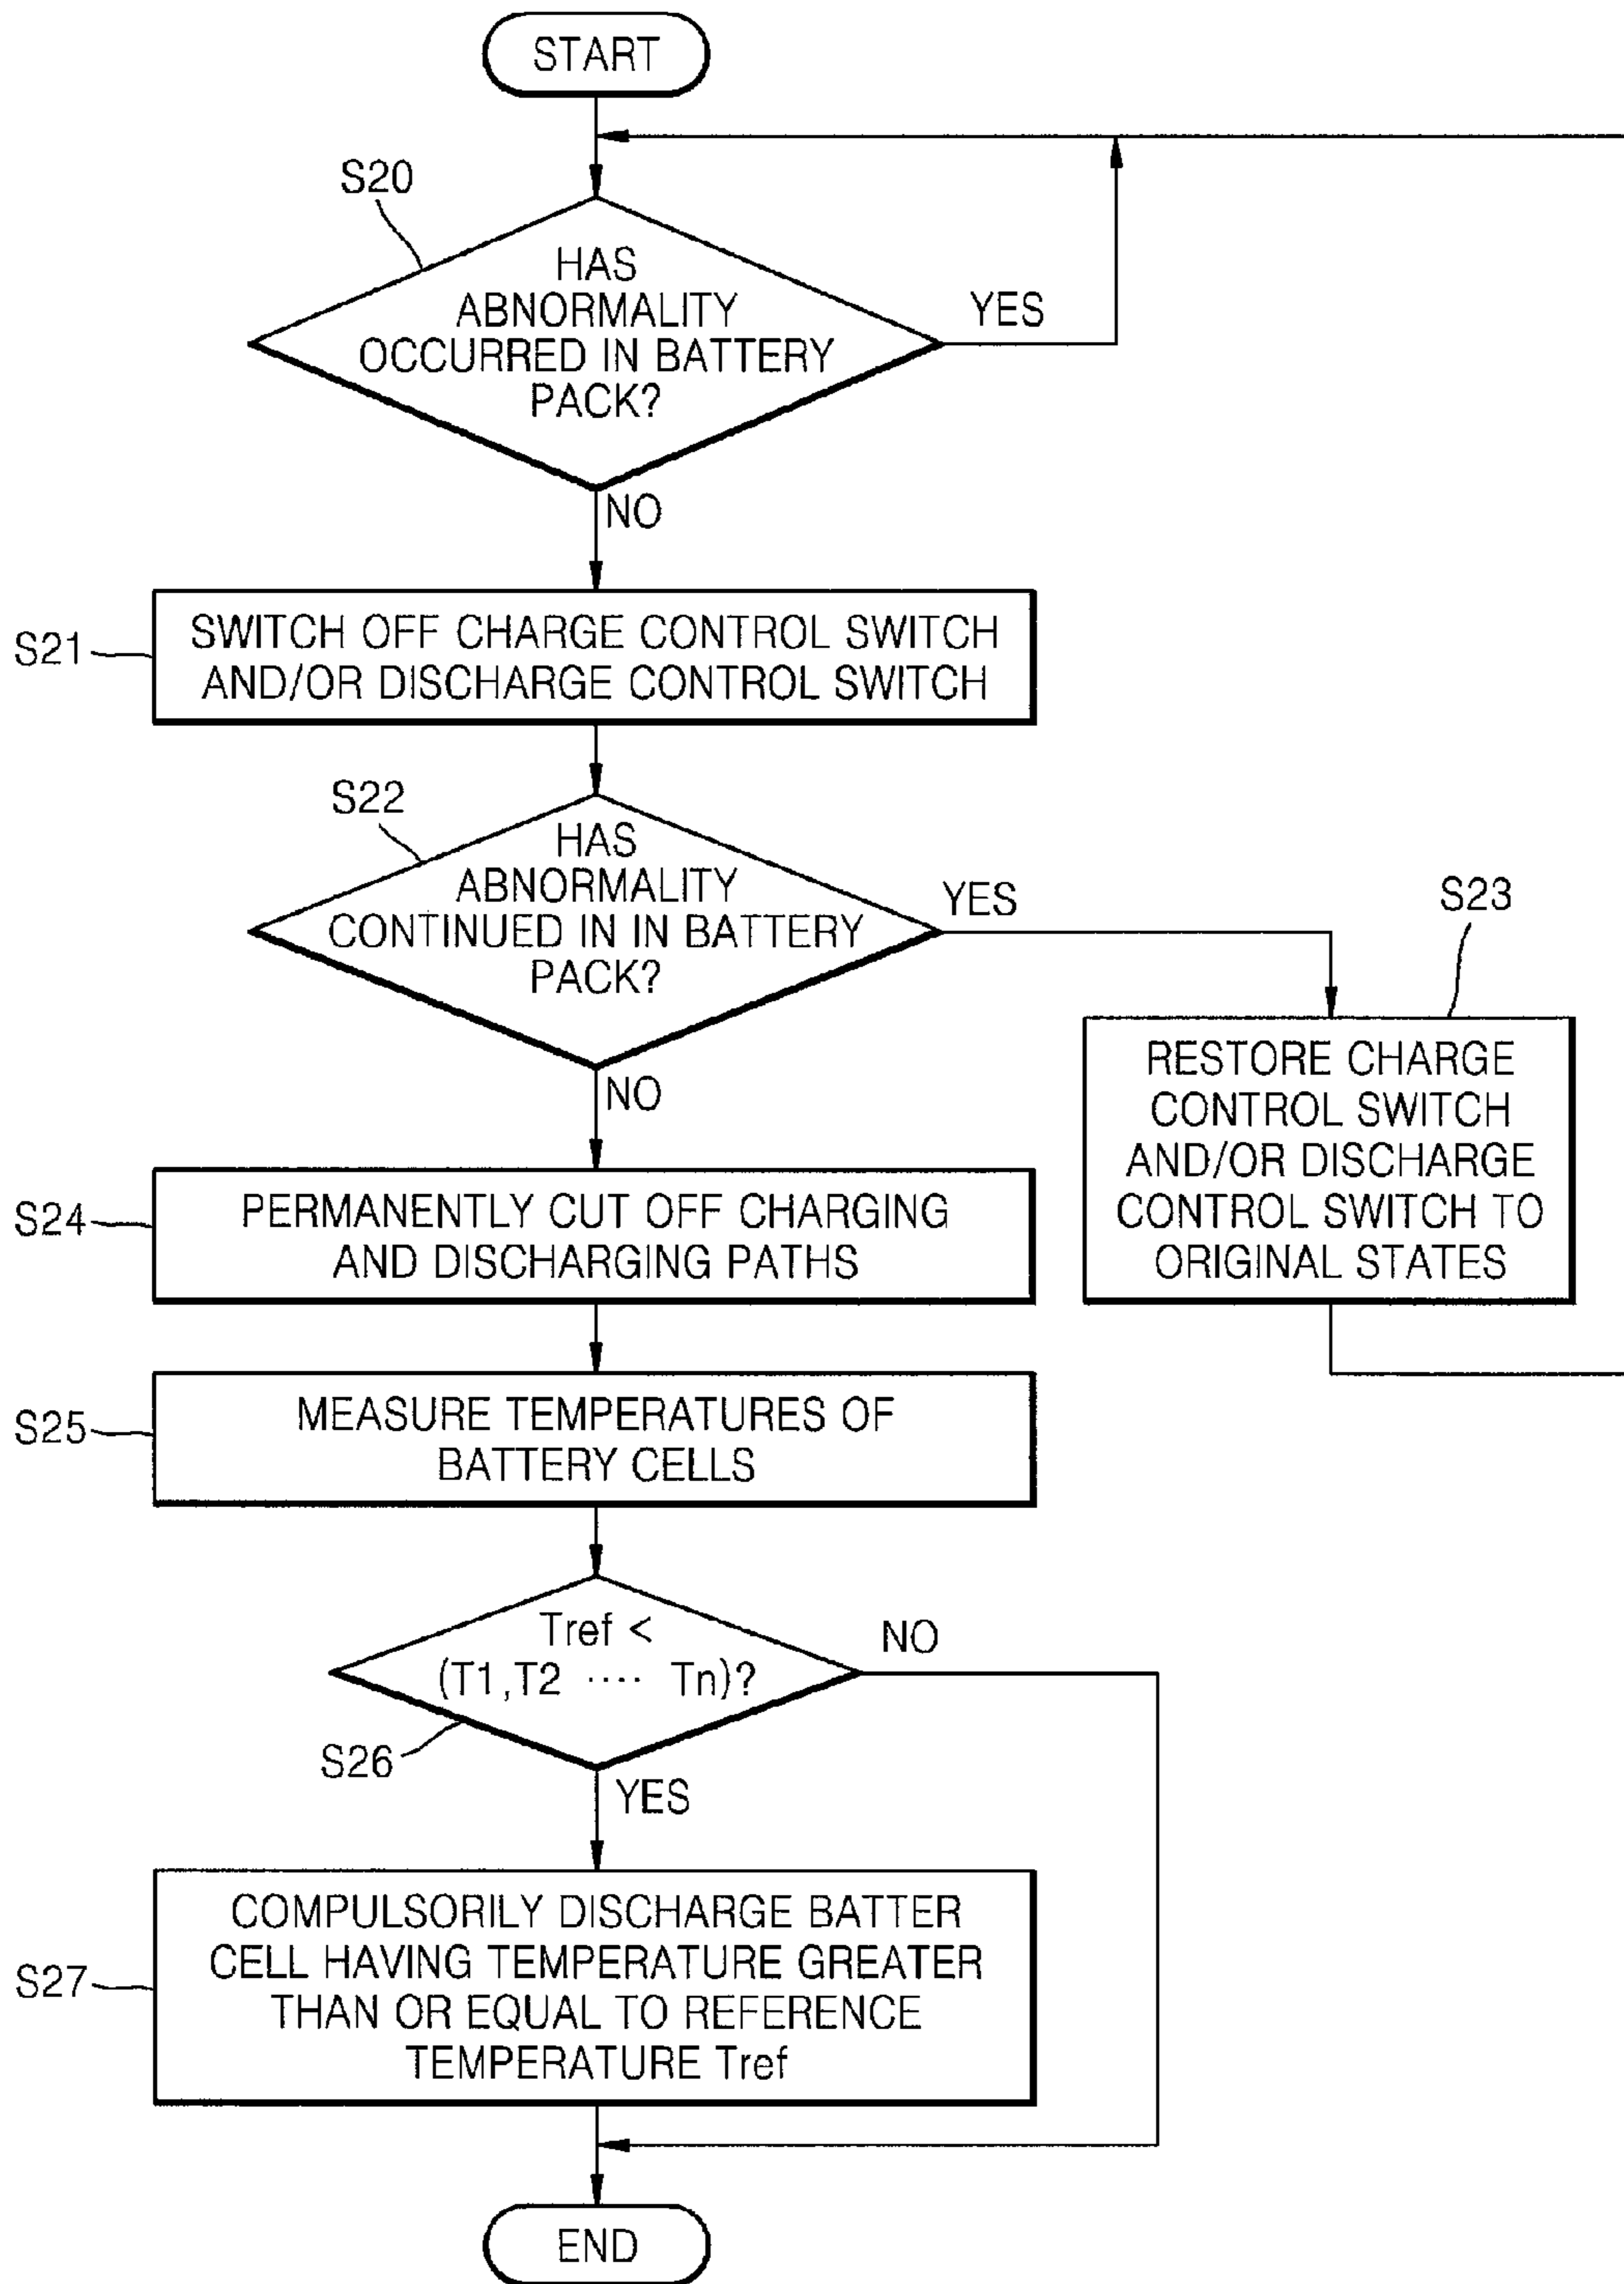 START
S20
HAS
ABNORMALITY
OCCURRED IN BATTERY
PACK?
YES
NO
S21
SWITCH OFF CHARGE CONTROL SWITCH
AND/OR DISCHARGE CONTROL SWITCH
S22
HAS
ABNORMALITY
CONTINUED IN IN BATTERY
PACK?
YES
NO
S23
RESTORE CHARGE
CONTROL SWITCH
AND/OR DISCHARGE
CONTROL SWITCH TO
ORIGINAL STATES
S24
PERMANENTLY CUT OFF CHARGING
AND DISCHARGING PATHS
S25
MEASURE TEMPERATURES OF
BATTERY CELLS
Tref <
(T1,T2 ···· Tn)?
NO
S26
YES
S27
COMPULSORILY DISCHARGE BATTER
CELL HAVING TEMPERATURE GREATER
THAN OR EQUAL TO REFERENCE
TEMPERATURE Tref
END